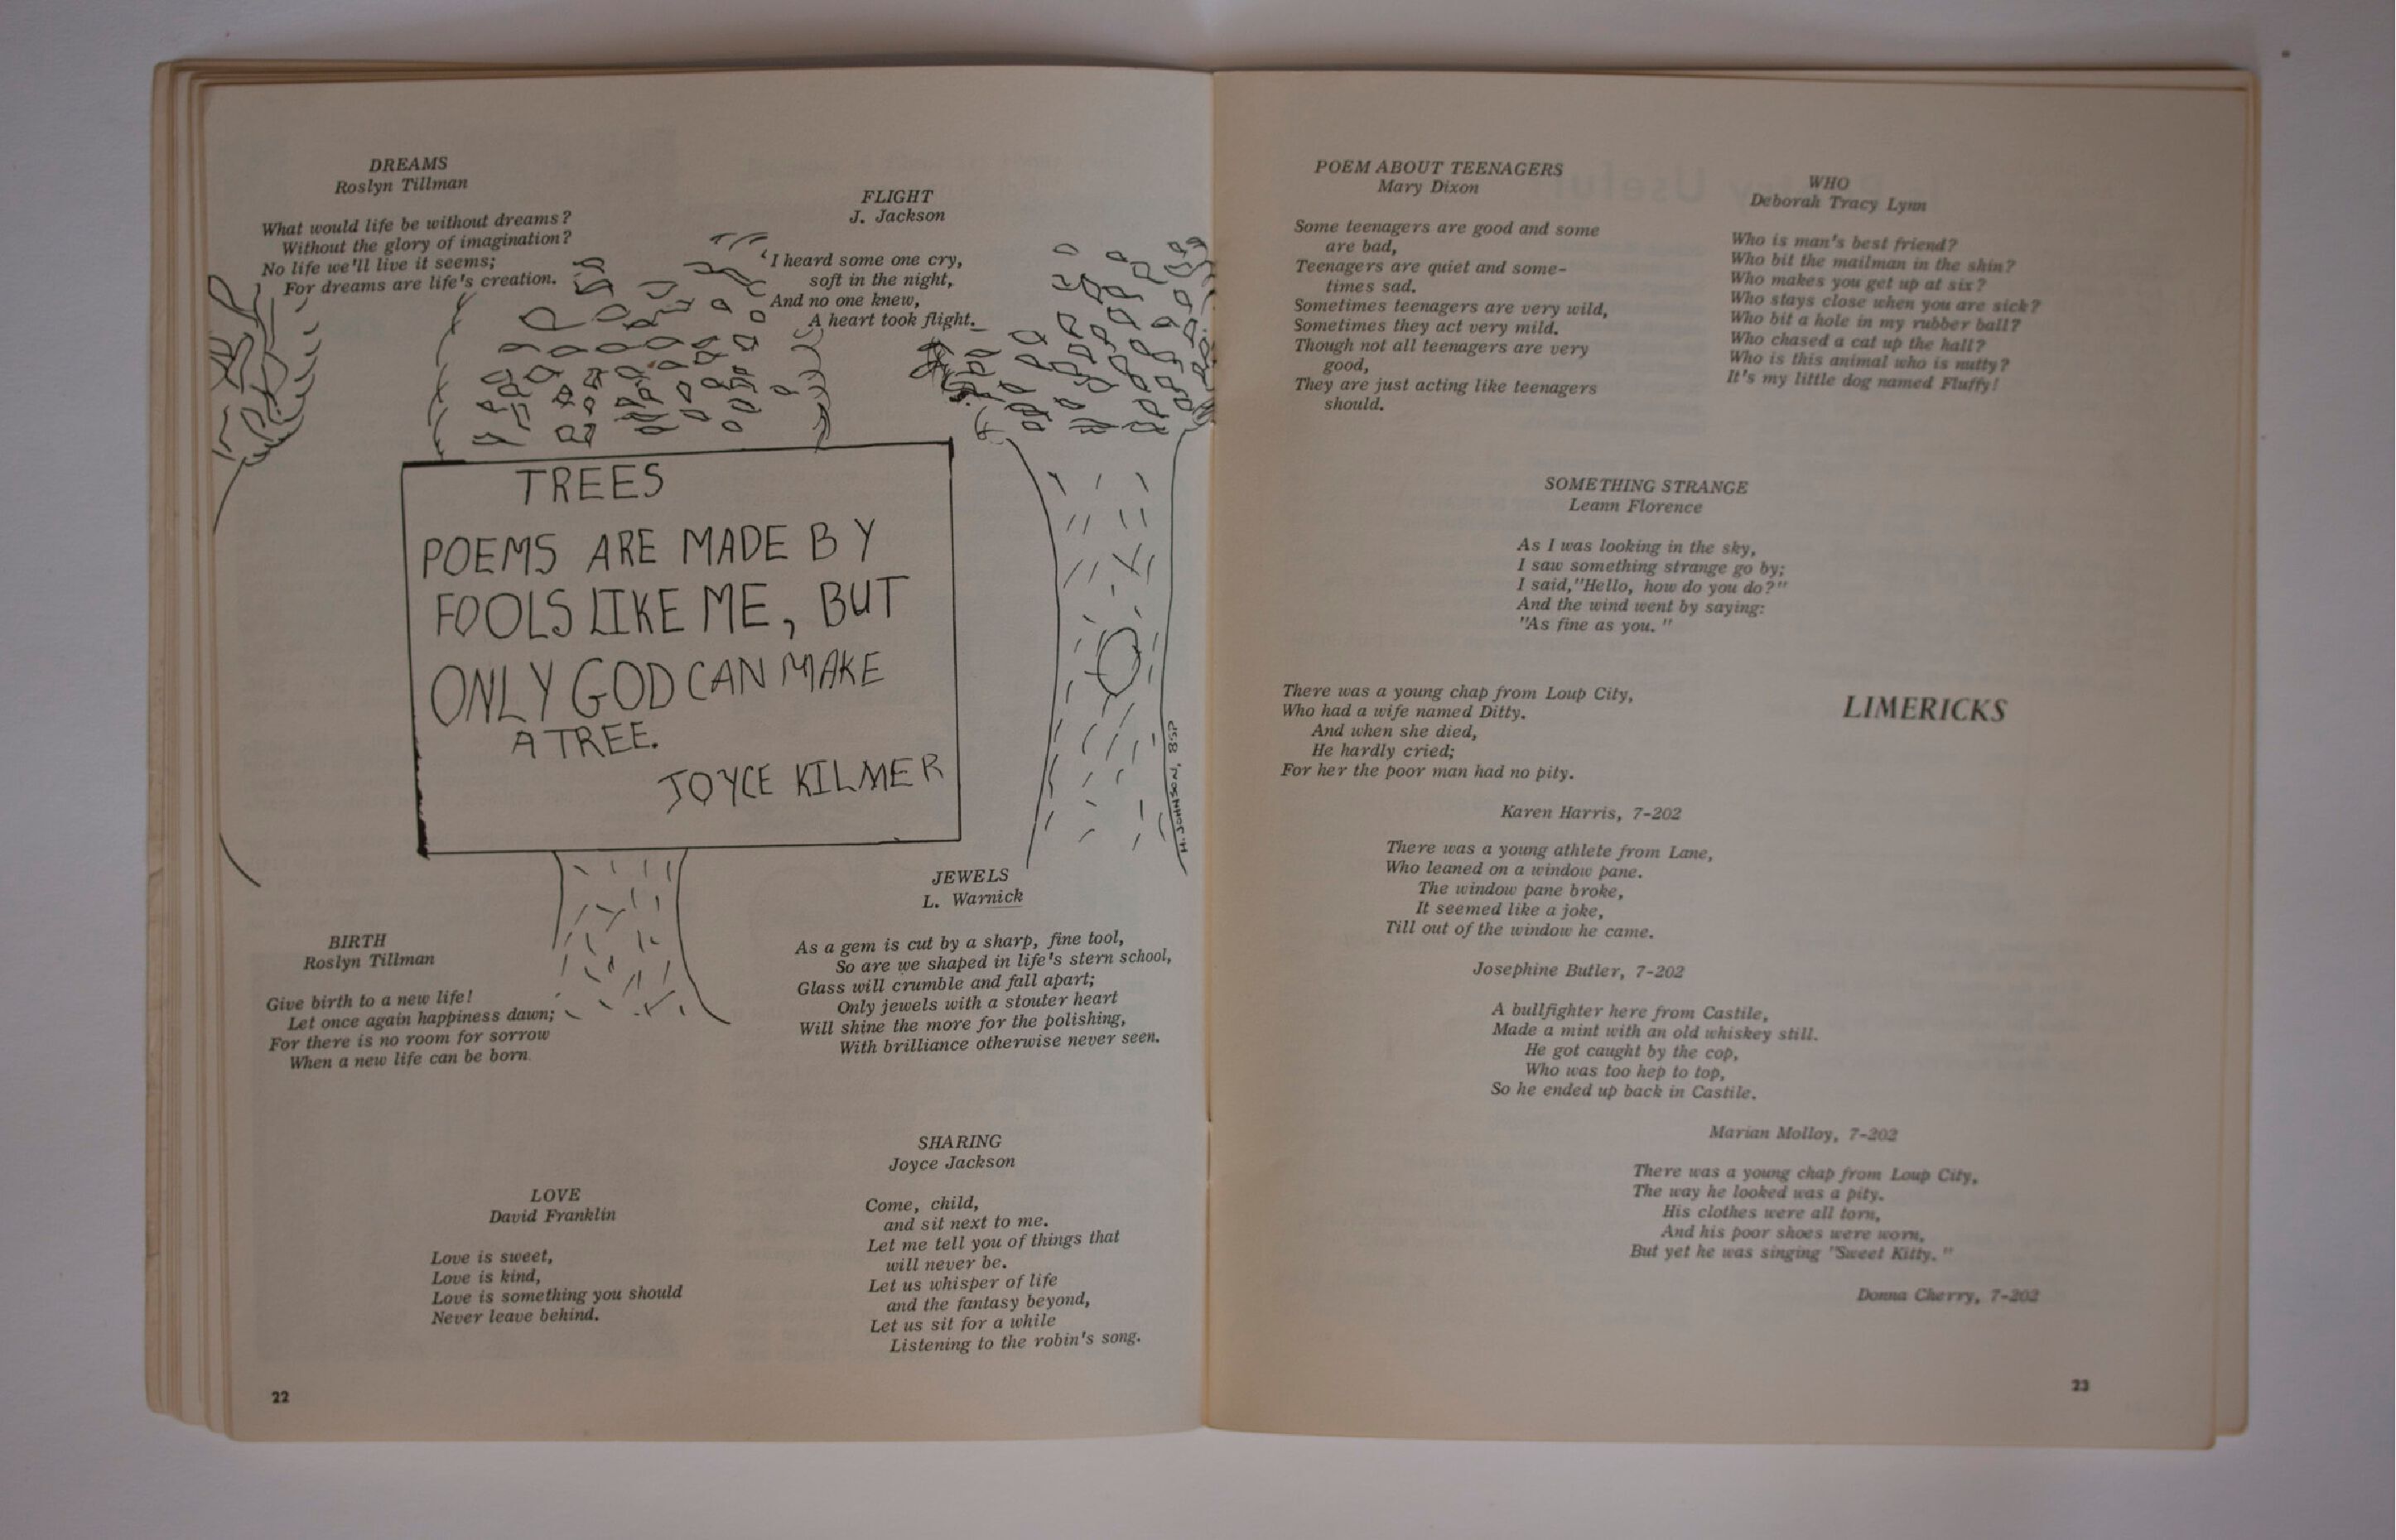 DREAMS
Roslyn Tillman
What would life be without dreams?
Without the glory of imagination?
No life we'll live it seems;
For dreams are life's creation.
FLIGHT
J. Jackson
I heard some one cry,
soft in the night,
And no one knew,
A heart took flight.
TREES
POEMS ARE MADE BY
FOOLS LIKE ME, BUT
ONLY GOD CAN MAKE
A TREE.
JOYCE KILMER
H. JOHNSON, 8SP
JEWELS
L. Warnick
As a gem is cut by a sharp, fine tool,
So are we shaped in life's stern school,
Glass will crumble and fall apart;
Only jewels with a stouter heart
Will shine the more for the polishing,
With brilliance otherwise never seen.
BIRTH
Roslyn Tillman
Give birth to a new life!
Let once again happiness dawn;
For there is no room for sorrow
When a new life can be born.
LOVE
David Franklin
Love is sweet,
Love is kind,
Love is something you should
Never leave behind.
SHARING
Joyce Jackson
Come, child,
and sit next to me.
Let me tell you of things that
will never be.
Let us whisper of life
and the fantasy beyond,
Let us sit for a while
Listening to the robin's song.
22
POEM ABOUT TEENAGERS
Mary Dixon
Some teenagers are good and some
are bad,
Teenagers are quiet and some-
times sad.
Sometimes teenagers are very wild,
Sometimes they act very mild.
Though not all teenagers are very
good,
They are just acting like teenagers
should.
WHO
Deborah Tracy Lynn
Who is man's best friend?
Who bit the mailman in the shin?
Who makes you get up at six?
Who stays close when you are sick?
Who bit a hole in my rubber ball?
Who chased a cat up the hall?
Who is this animal who is nutty?
It's my little dog named Fluffy!
SOMETHING STRANGE
Leann Florence
As I was looking in the sky,
I saw something strange go by;
I said,"Hello, how do you do?"
And the wind went by saying:
"As fine as you. "
LIMERICKS
There was a young chap from Loup City,
Who had a wife named Ditty.
And when she died,
He hardly cried;
For her the poor man had no pity.
Karen Harris, 7-202
There was a young athlete from Lane,
Who leaned on a window pane.
The window pane broke,
It seemed like a joke,
Till out of the window he came.
Josephine Butler, 7-202
A bullfighter here from Castile,
Made a mint with an old whiskey still.
He got caught by the cop,
Who was too hep to top,
So he ended up back in Castile.
Marian Molloy, 7-202
There was a young chap from Loup City,
The way he looked was a pity.
His clothes were all torn,
And his poor shoes were worn,
But yet he was singing "Sweet Kitty. "
Donna Cherry, 7-202
23